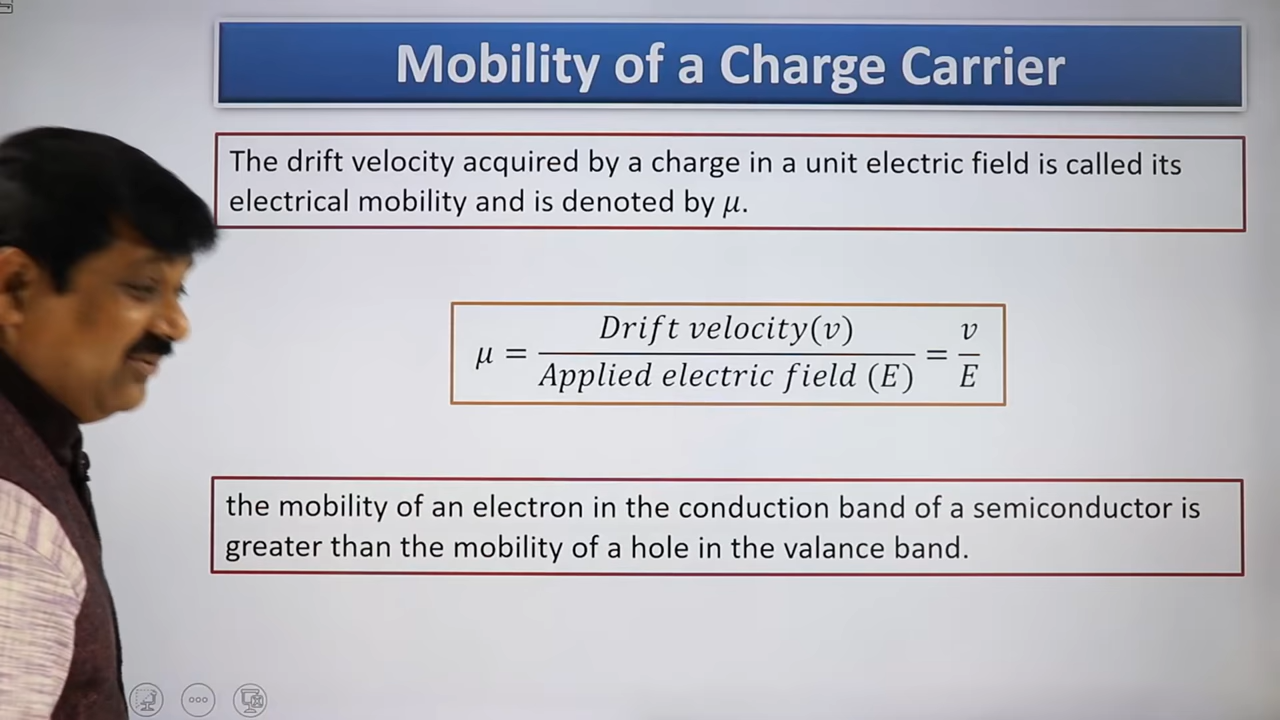 Mobility of a Charge Carrier
The drift velocity acquired by a charge in a unit electric field is called its
electrical mobility and is denoted by μ.
μ = Drift velocity(v) / Applied electric field (E) = v / E
the mobility of an electron in the conduction band of a semiconductor is
greater than the mobility of a hole in the valance band.